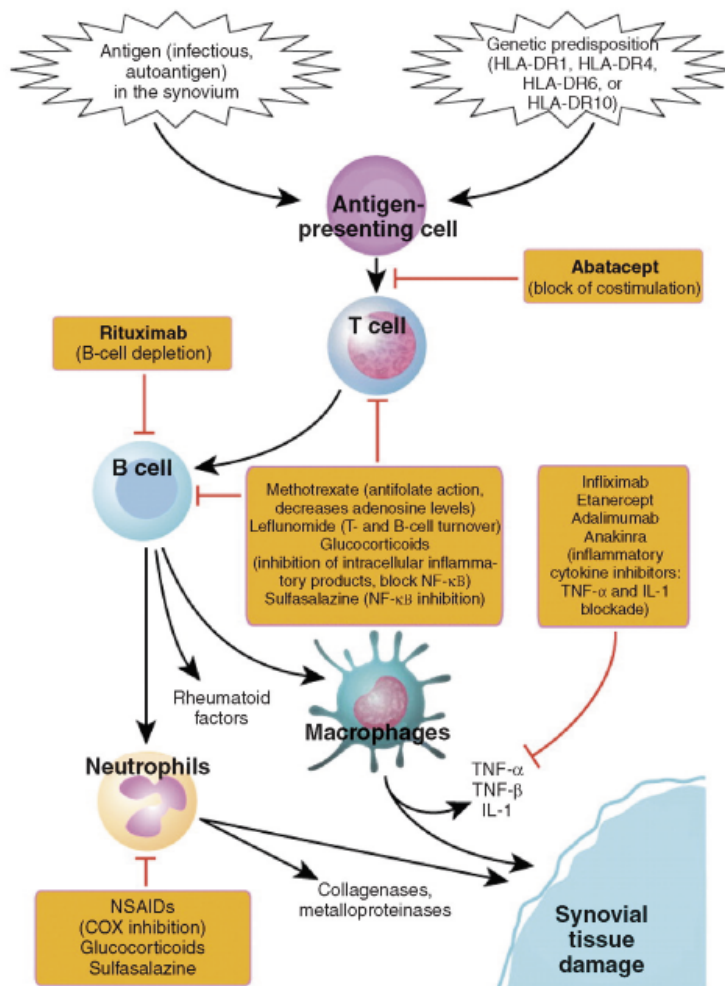 Antigen (infectious,
autoantigen)
in the synovium
Genetic predisposition
(HLA-DR1, HLA-DR4,
HLA-DR6, or
HLA-DR10)
Antigen-
presenting cell
Abatacept
(block of costimulation)
T cell
Rituximab
(B-cell depletion)
B cell
Methotrexate (antifolate action,
decreases adenosine levels)
Leflunomide (T- and B-cell turnover)
Glucocorticoids
(inhibition of intracellular inflamma-
tory products, block NF-κB)
Sulfasalazine (NF-κB inhibition)
Infliximab
Etanercept
Adalimumab
Anakinra
(inflammatory
cytokine inhibitors:
TNF-α and IL-1
blockade)
Rheumatoid
factors
Macrophages
Neutrophils
TNF-α
TNF-β
IL-1
Collagenases,
metalloproteinases
NSAIDs
(COX inhibition)
Glucocorticoids
Sulfasalazine
Synovial
tissue
damage